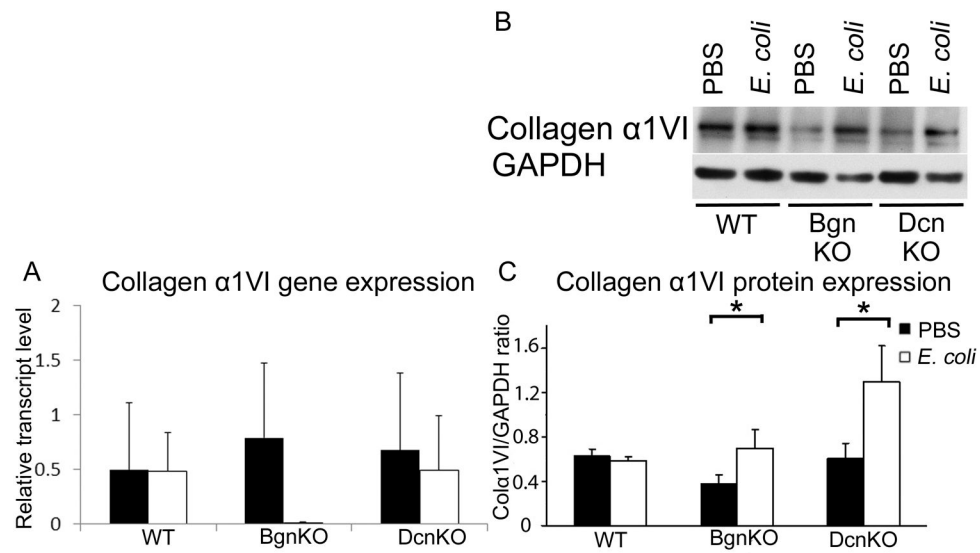 B
PBS
E. coli
PBS
E. coli
PBS
E. coli
Collagen α1VI
GAPDH
WT
Bgn
KO
Dcn
KO
A
Collagen α1VI gene expression
Relative transcript level
2
1.5
1
0.5
0
WT
BgnKO
DcnKO
C
Collagen α1VI protein expression
Colα1VI/GAPDH ratio
1.6
1.2
0.8
0.4
0
*
*
PBS
E. coli
WT
BgnKO
DcnKO